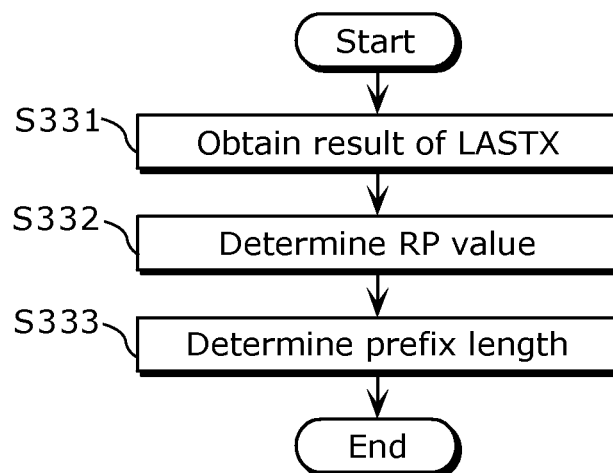 Start
S331
Obtain result of LASTX
S332
Determine RP value
S333
Determine prefix length
End